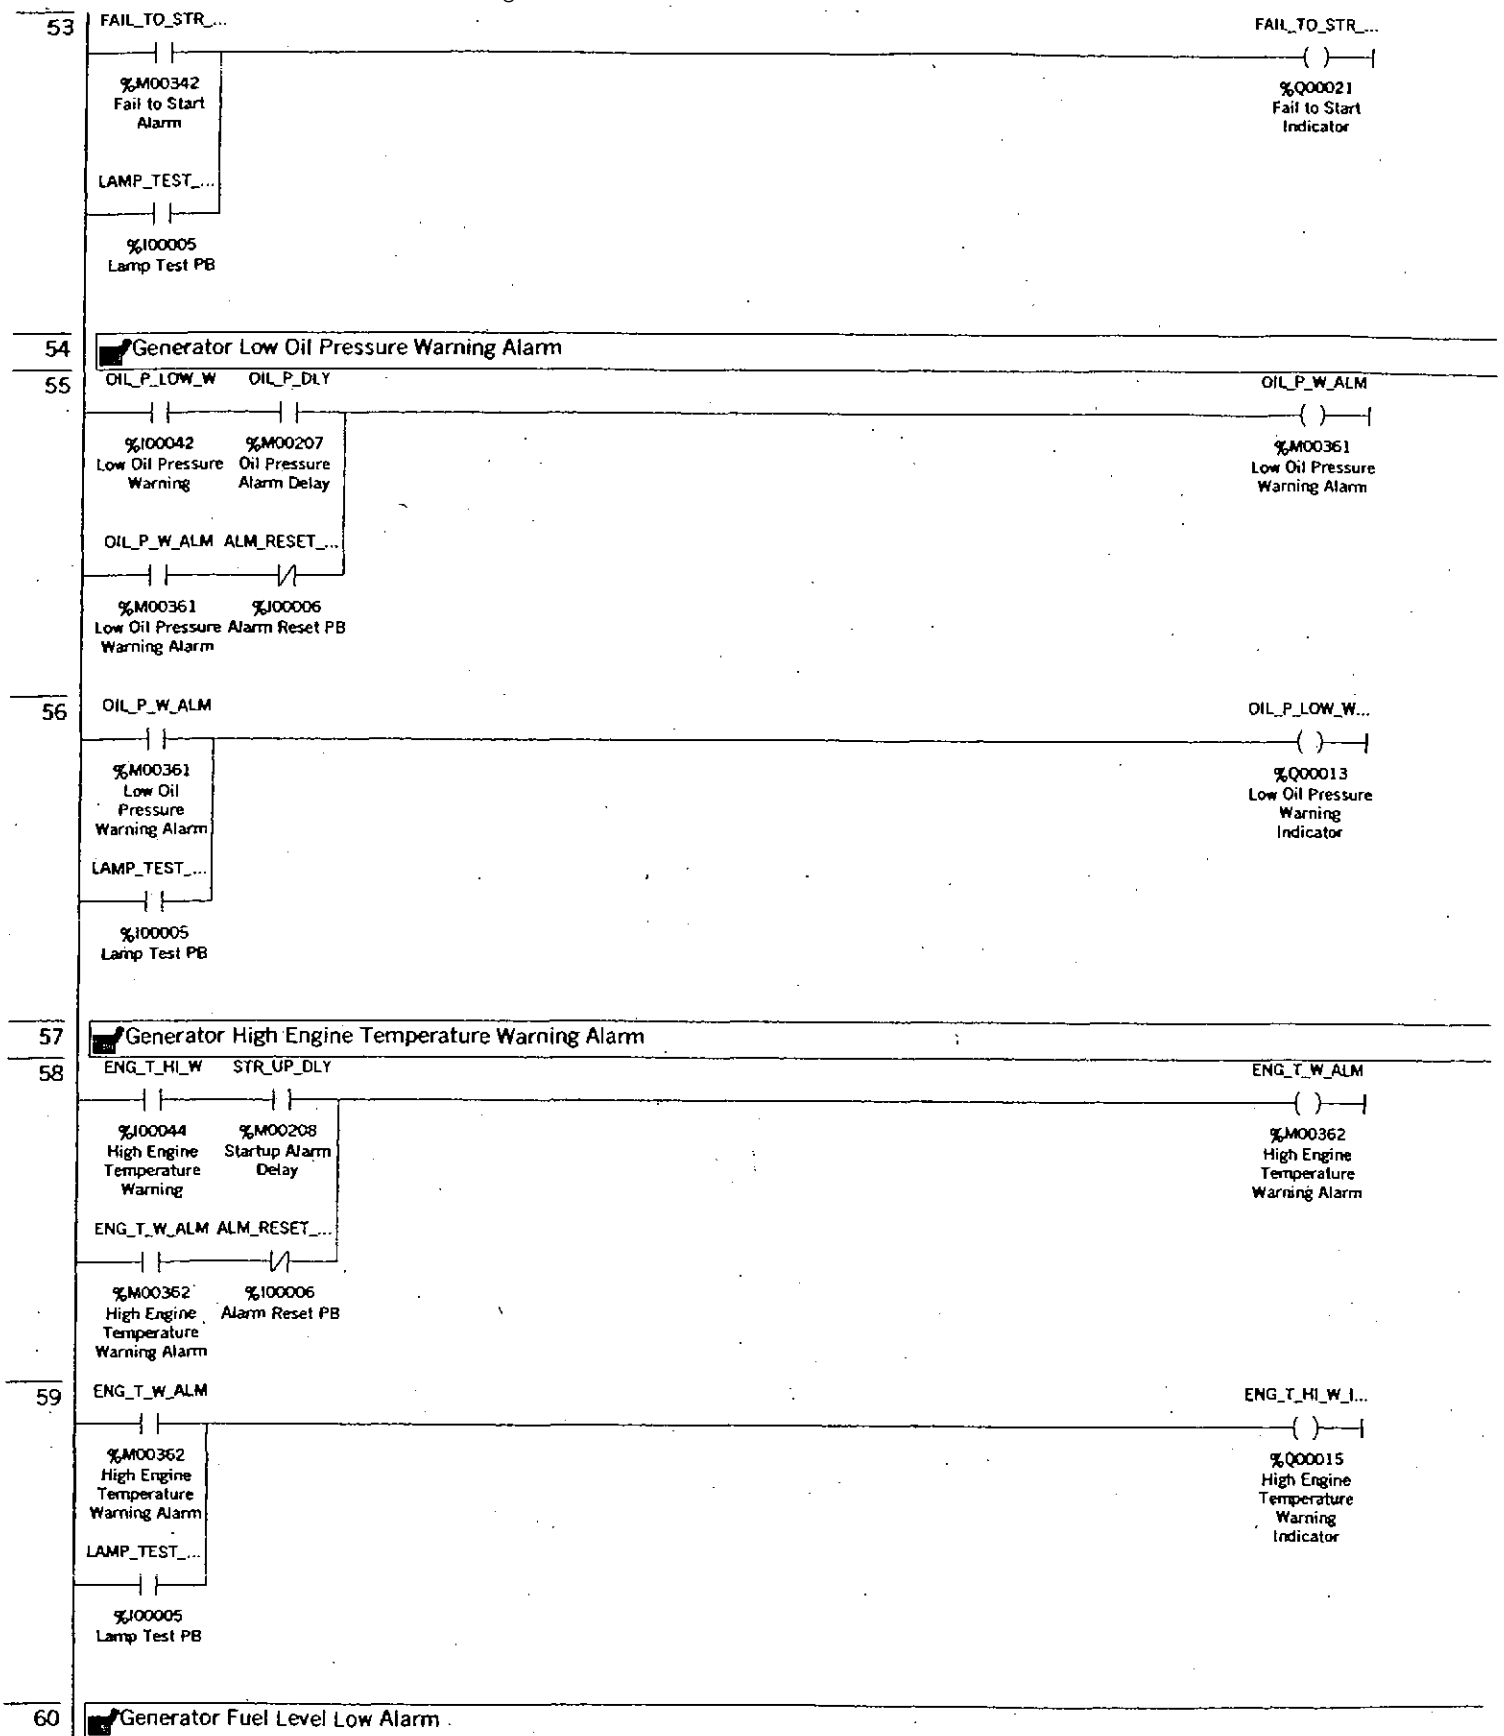 53
FAIL_TO_STR_...
FAIL_TO_STR_...
%M00342
Fail to Start
Alarm
%Q00021
Fail to Start
Indicator
LAMP_TEST_...
%I00005
Lamp Test PB
54
Generator Low Oil Pressure Warning Alarm
55
OIL_P_LOW_W OIL_P_DLY
OIL_P_W_ALM
%I00042 %M00207
Low Oil Pressure Oil Pressure
Warning Alarm Delay
%M00361
Low Oil Pressure
Warning Alarm
OIL_P_W_ALM ALM_RESET_...
%M00361 %I00006
Low Oil Pressure Alarm Reset PB
Warning Alarm
56
OIL_P_W_ALM
OIL_P_LOW_W...
%M00361
Low Oil
Pressure
Warning Alarm
%Q00013
Low Oil Pressure
Warning
Indicator
LAMP_TEST_...
%I00005
Lamp Test PB
57
Generator High Engine Temperature Warning Alarm
58
ENG_T_HI_W STR_UP_DLY
ENG_T_W_ALM
%I00044 %M00208
High Engine Startup Alarm
Temperature Delay
Warning
%M00362
High Engine
Temperature
Warning Alarm
ENG_T_W_ALM ALM_RESET_...
%M00362 %I00006
High Engine Alarm Reset PB
Temperature
Warning Alarm
59
ENG_T_W_ALM
ENG_T_HI_W_I...
%M00362
High Engine
Temperature
Warning Alarm
%Q00015
High Engine
Temperature
Warning
Indicator
LAMP_TEST_...
%I00005
Lamp Test PB
60
Generator Fuel Level Low Alarm